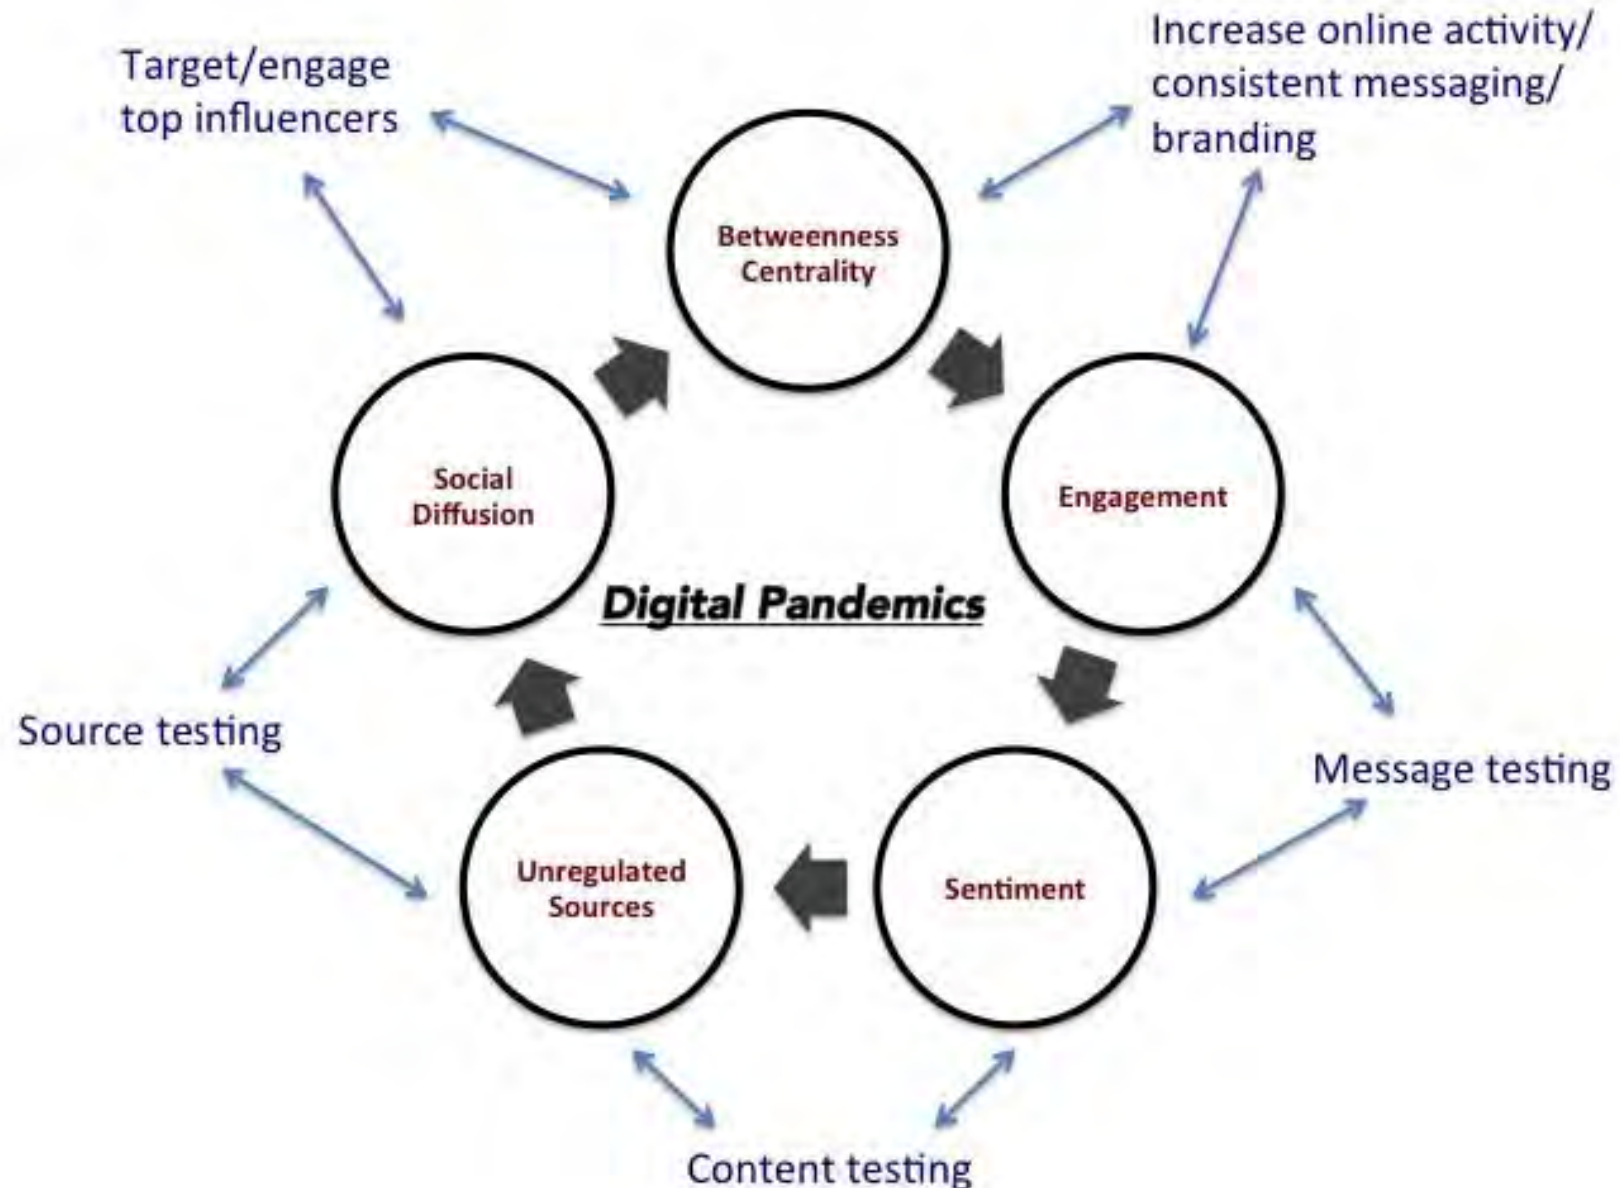 Target/engage
top influencers
Increase online activity/
consistent messaging/
branding
Betweenness
Centrality
Social
Diffusion
Engagement
Digital Pandemics
Source testing
Message testing
Unregulated
Sources
Sentiment
Content testing